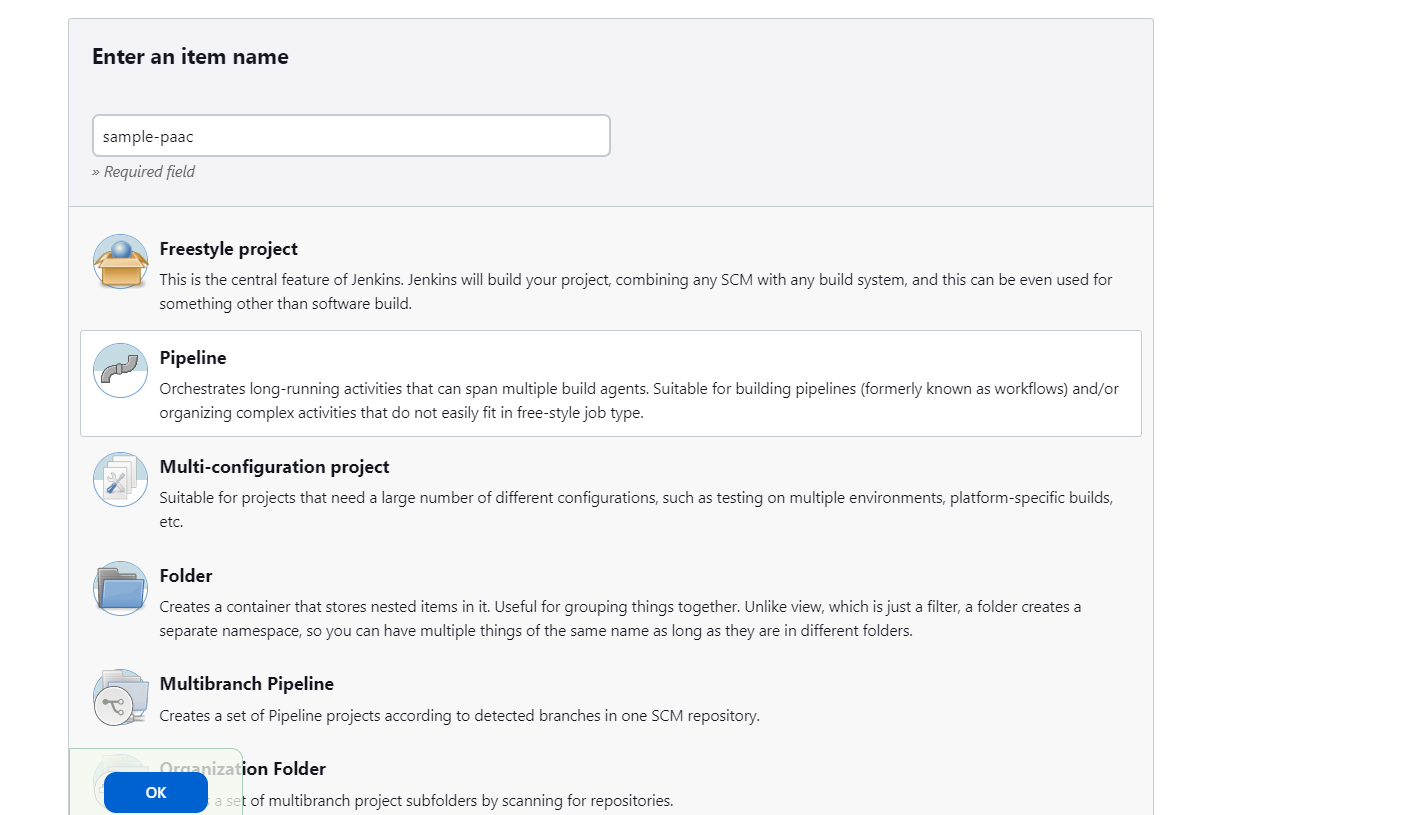 Enter an item name
sample-paac
» Required field
Freestyle project
This is the central feature of Jenkins. Jenkins will build your project, combining any SCM with any build system, and this can be even used for
something other than software build.
Pipeline
Orchestrates long-running activities that can span multiple build agents. Suitable for building pipelines (formerly known as workflows) and/or
organizing complex activities that do not easily fit in free-style job type.
Multi-configuration project
Suitable for projects that need a large number of different configurations, such as testing on multiple environments, platform-specific builds,
etc.
Folder
Creates a container that stores nested items in it. Useful for grouping things together. Unlike view, which is just a filter, a folder creates a
separate namespace, so you can have multiple things of the same name as long as they are in different folders.
Multibranch Pipeline
Creates a set of Pipeline projects according to detected branches in one SCM repository.
Organization Folder
a set of multibranch project subfolders by scanning for repositories.
OK